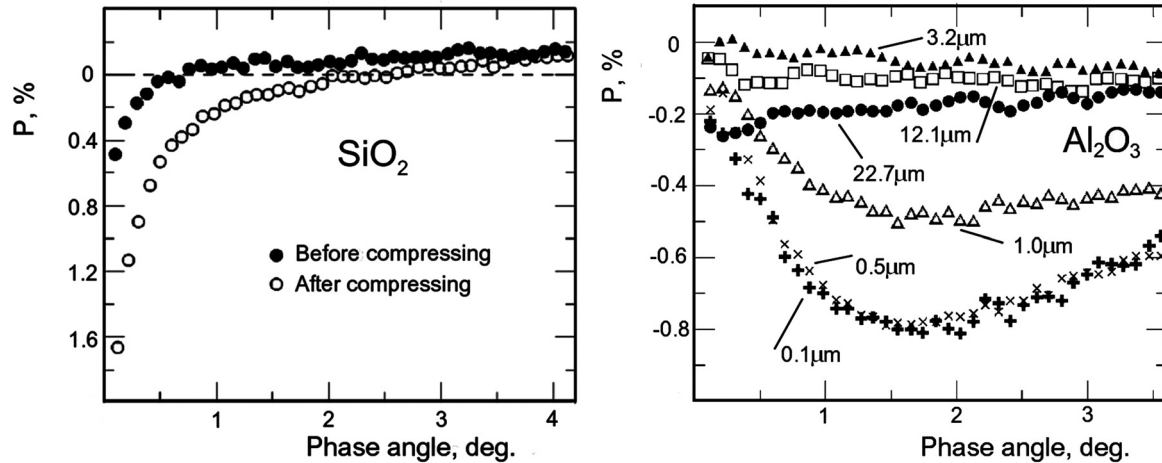 P, %
0
0.4
0.8
1.2
1.6
SiO2
Before compressing
After compressing
1 2 3 4
Phase angle, deg.
P, %
0
-0.2
-0.4
-0.6
-0.8
3.2µm
12.1µm
Al2O3
22.7µm
1.0µm
0.5µm
0.1µm
1 2 3
Phase angle, deg.